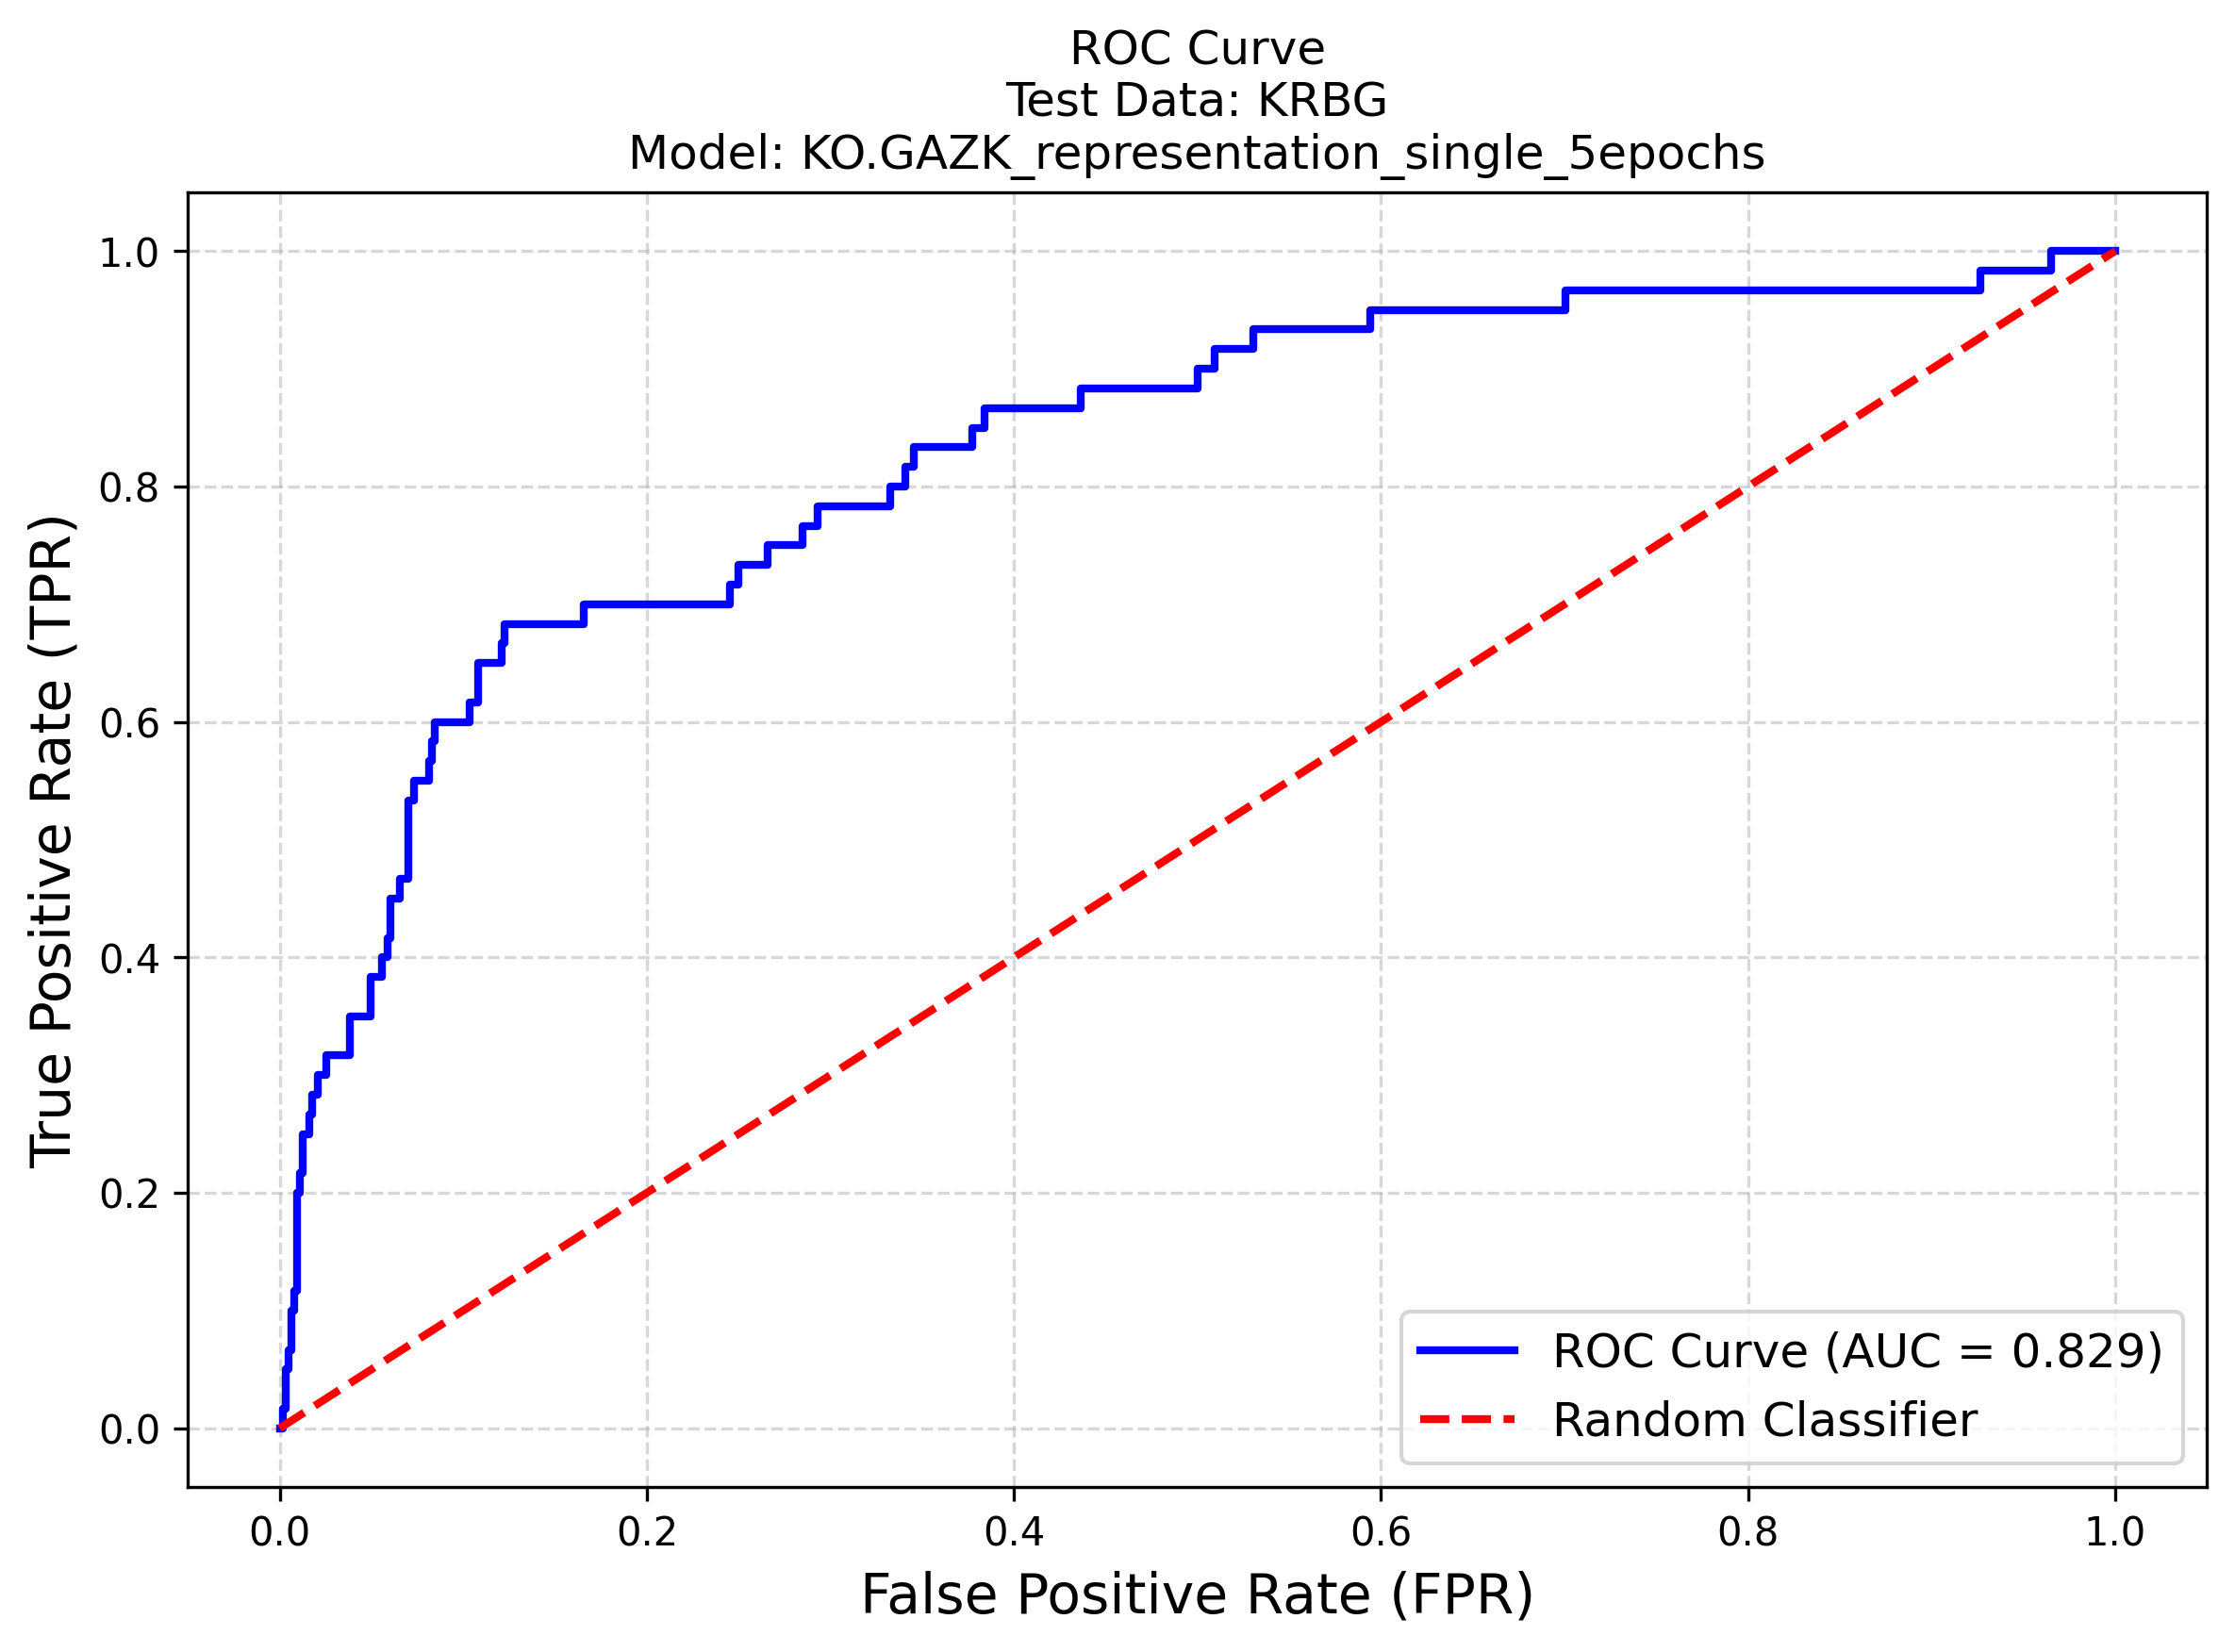 ROC Curve
Test Data: KRBG
Model: KO.GAZK_representation_single_5epochs
True Positive Rate (TPR)
1.0
0.8
0.6
0.4
0.2
0.0
0.0 0.2 0.4 0.6 0.8 1.0
False Positive Rate (FPR)
ROC Curve (AUC = 0.829)
Random Classifier